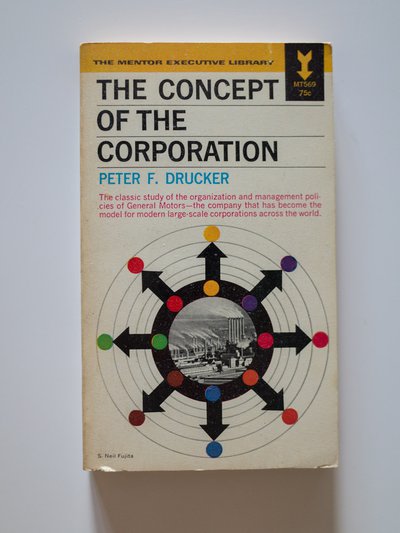 THE MENTOR EXECUTIVE LIBRARY
MT569
75c
THE CONCEPT
OF THE
CORPORATION
PETER F. DRUCKER
The classic study of the organization and management poli-
cies of General Motors—the company that has become the
model for modern large-scale corporations across the world.
S. Neil Fujita